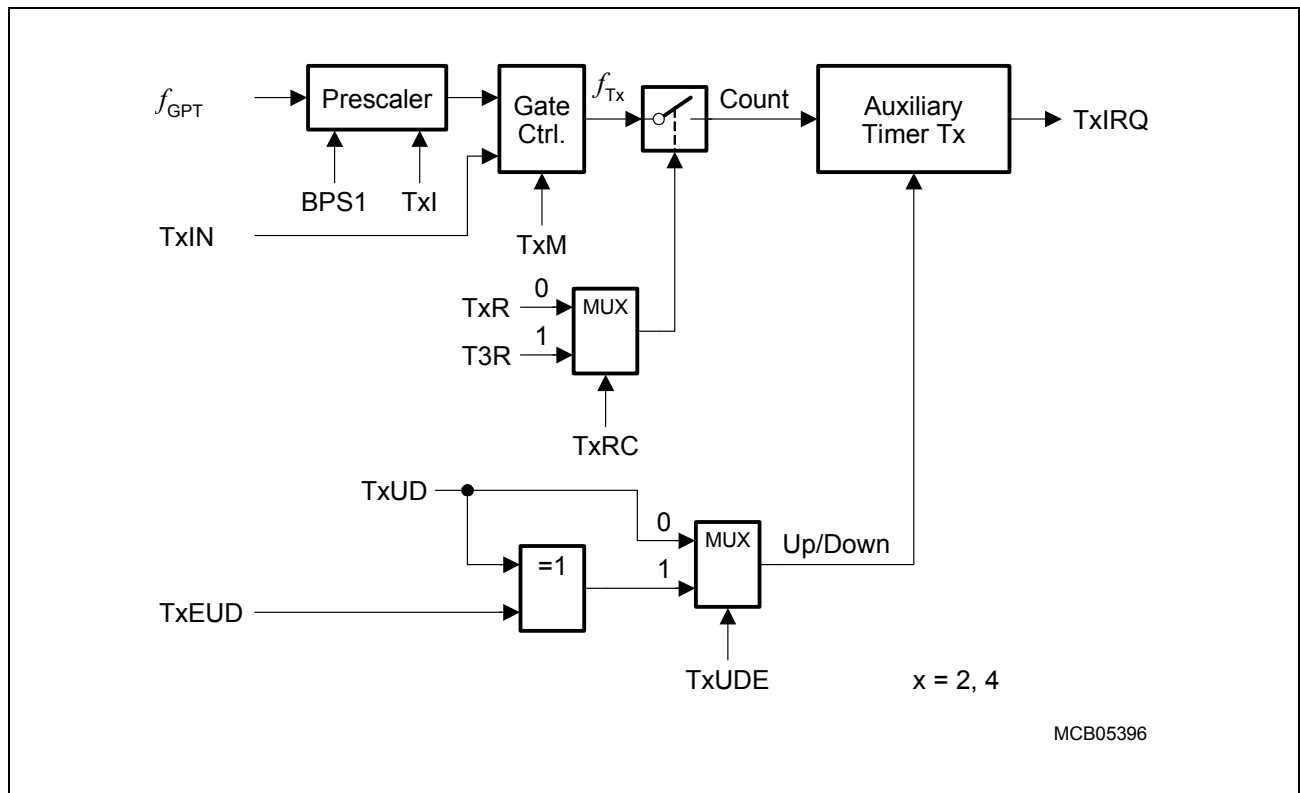 fGPT
Prescaler
BPS1
TxI
TxIN
Gate
Ctrl.
TxM
fTx
Count
Auxiliary
Timer Tx
TxIRQ
TxR
0
T3R
1
MUX
TxRC
TxUD
TxEUD
=1
0
1
MUX
Up/Down
TxUDE
x = 2, 4
MCB05396